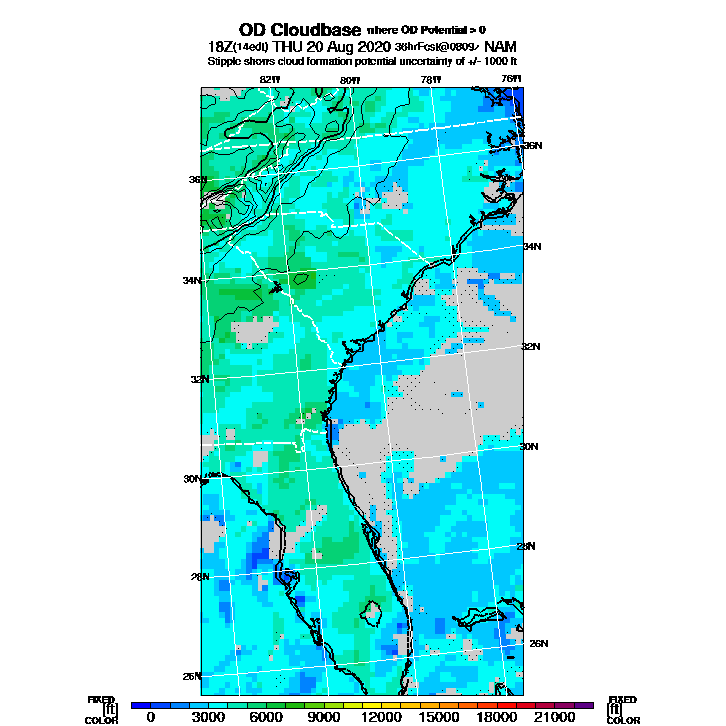 OD Cloudbase where OD Potential > 0
18Z(14edt) THU 20 Aug 2020 36hrFcst@0809z NAM
Stipple shows cloud formation potential uncertainty of +/- 1000 ft
82W 80W 78W 76W
36N 36N
34N 34N
32N 32N
30N 30N
28N 28N
26N 26N
FIXED [ft] COLOR 0 3000 6000 9000 12000 15000 18000 21000 FIXED [ft] COLOR